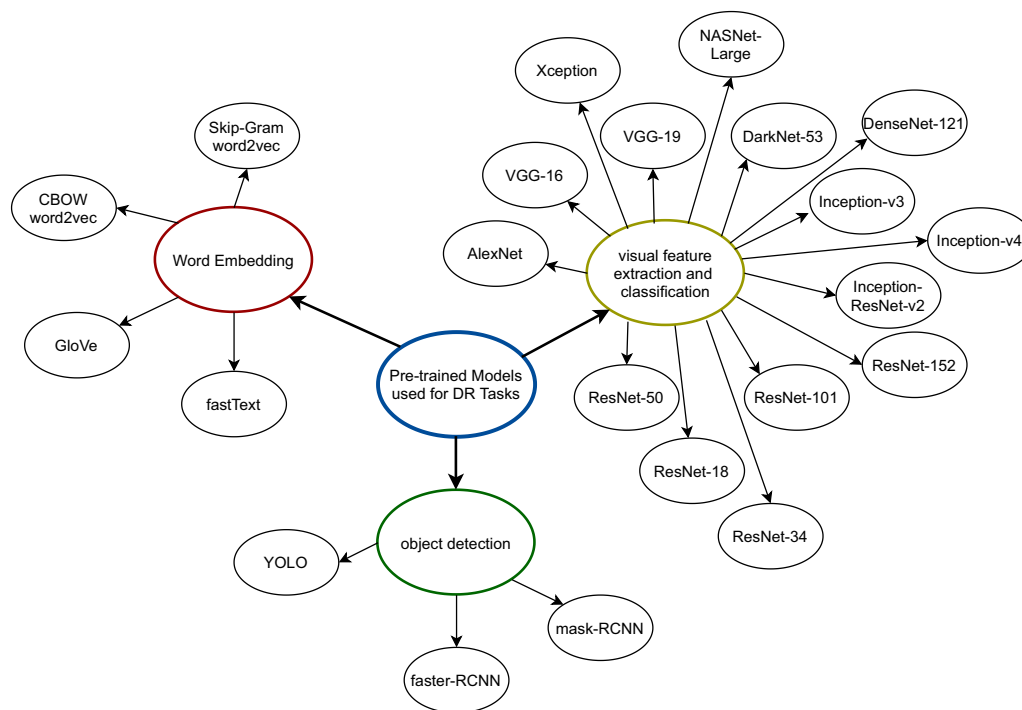 NASNet-
Large
Xception
Skip-Gram
word2vec
VGG-19
DarkNet-53
DenseNet-121
VGG-16
CBOW
word2vec
Inception-v3
Inception-v4
Word Embedding
AlexNet
visual feature
extraction and
classification
Inception-
ResNet-v2
GloVe
Pre-trained Models
used for DR Tasks
ResNet-152
fastText
ResNet-50
ResNet-101
ResNet-18
ResNet-34
object detection
YOLO
mask-RCNN
faster-RCNN